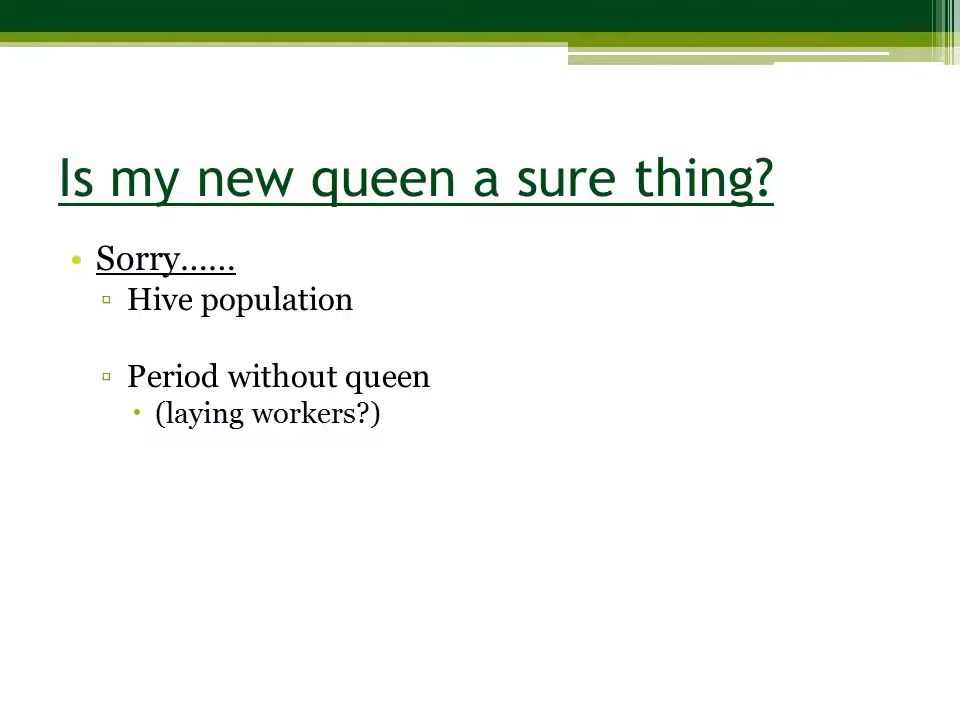 Is my new queen a sure thing?
• Sorry……
▫ Hive population
▫ Period without queen
• (laying workers?)